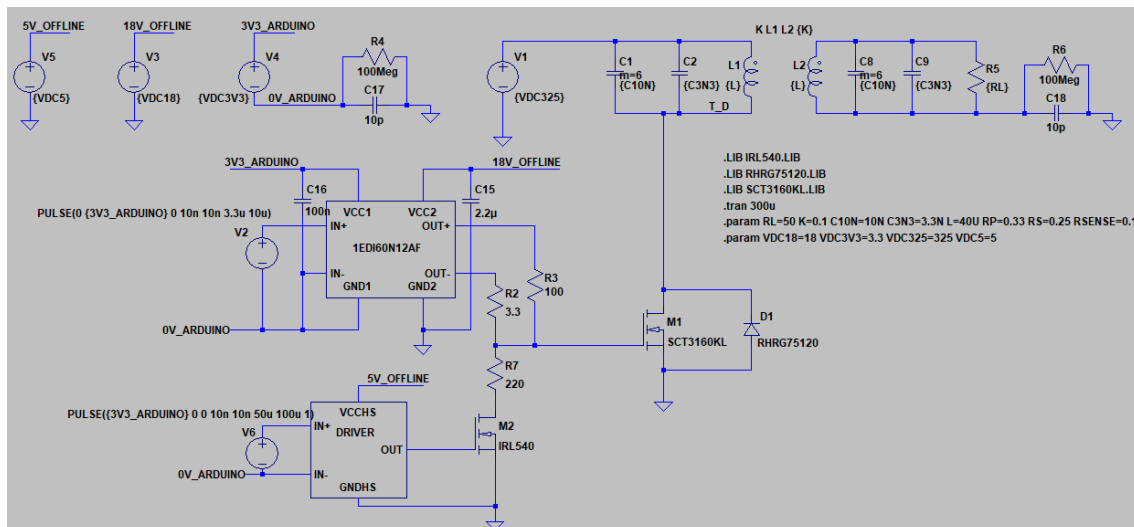 5V_OFFLINE
18V_OFFLINE
3V3_ARDUINO
V5
{VDC5}
V3
{VDC18}
V4
{VDC3V3}
0V_ARDUINO
R4
100Meg
C17
10p
V1
{VDC325}
K L1 L2 {K}
C1
m=6
{C10N}
C2
{C3N3}
L1
{L}
T_D
L2
{L}
C8
m=6
{C10N}
C9
{C3N3}
R5
{RL}
R6
100Meg
C18
10p
.LIB IRL540.LIB
.LIB RHRG75120.LIB
.LIB SCT3160KL.LIB
.tran 300u
.param RL=50 K=0.1 C10N=10N C3N3=3.3N L=40U RP=0.33 RS=0.25 RSENSE=0.1
.param VDC18=18 VDC3V3=3.3 VDC325=325 VDC5=5
3V3_ARDUINO
18V_OFFLINE
C16
100n
C15
2.2µ
PULSE(0 {3V3_ARDUINO} 0 10n 10n 3.3u 10u)
V2
VCC1
VCC2
IN+
OUT+
1EDI60N12AF
IN-
OUT-
GND1
GND2
R2
3.3
R3
100
0V_ARDUINO
M1
SCT3160KL
D1
RHRG75120
R7
220
5V_OFFLINE
PULSE({3V3_ARDUINO} 0 0 10n 10n 50u 100u 1)
V6
VCCHS
IN+
DRIVER
OUT
IN-
GNDHS
M2
IRL540
0V_ARDUINO